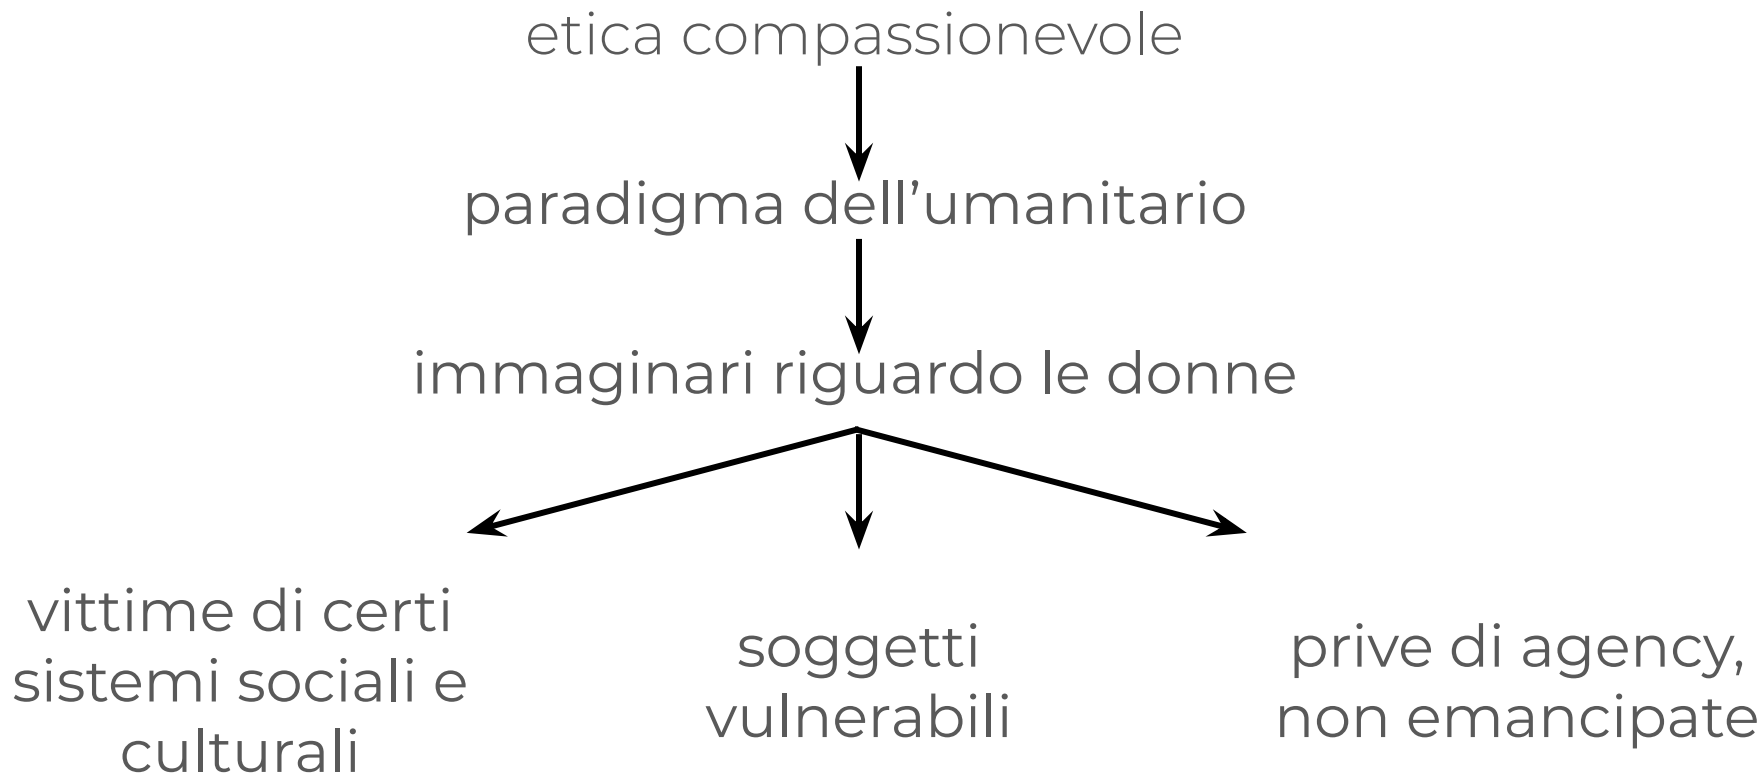 etica compassionevole
paradigma dell’umanitario
immaginari riguardo le donne
vittime di certi
sistemi sociali e
culturali
soggetti
vulnerabili
prive di agency,
non emancipate